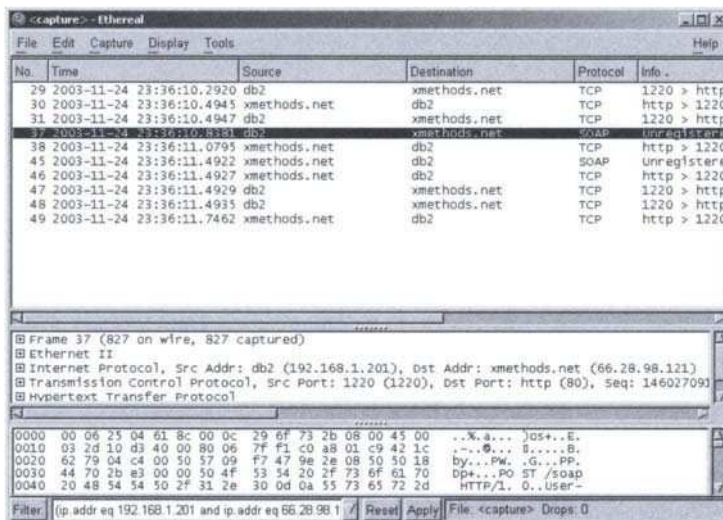 <capture> - Ethereal
File Edit Capture Display Tools Help
No. Time Source Destination Protocol Info
29 2003-11-24 23:36:10.2920 db2 xmethods.net TCP 1220 > http
30 2003-11-24 23:36:10.4945 xmethods.net db2 TCP http > 1220
31 2003-11-24 23:36:10.4947 db2 xmethods.net TCP 1220 > http
37 2003-11-24 23:36:10.8381 db2 xmethods.net SOAP Unregistere
38 2003-11-24 23:36:11.0795 xmethods.net db2 TCP http > 1220
45 2003-11-24 23:36:11.4922 xmethods.net db2 SOAP Unregistere
46 2003-11-24 23:36:11.4927 xmethods.net db2 TCP http > 1220
47 2003-11-24 23:36:11.4929 db2 xmethods.net TCP 1220 > http
48 2003-11-24 23:36:11.4935 db2 xmethods.net TCP 1220 > http
49 2003-11-24 23:36:11.7462 xmethods.net db2 TCP http > 1220
Frame 37 (827 on wire, 827 captured)
Ethernet II
Internet Protocol, Src Addr: db2 (192.168.1.201), Dst Addr: xmethods.net (66.28.98.121)
Transmission Control Protocol, Src Port: 1220 (1220), Dst Port: http (80), Seq: 146027091
Hypertext Transfer Protocol
0000 00 06 25 04 61 8c 00 0c 29 6f 73 2b 08 00 45 00 ..%.a... )os+..E.
0010 03 2d 10 d3 40 00 80 06 7f f1 c0 a8 01 c9 42 1c .-..@... ......B.
0020 62 79 04 c4 00 50 57 09 f7 47 9e 2e 08 50 50 18 by...PW. .G...PP.
0030 44 70 2b e3 00 00 50 4f 53 54 20 2f 73 6f 61 70 Dp+...PO ST /soap
0040 20 48 54 54 50 2f 31 2e 30 0d 0a 55 73 65 72 2d HTTP/1. 0..User-
Filter: (ip.addr eq 192.168.1.201 and ip.addr eq 66.28.98.1 Reset Apply File: <capture> Drops: 0